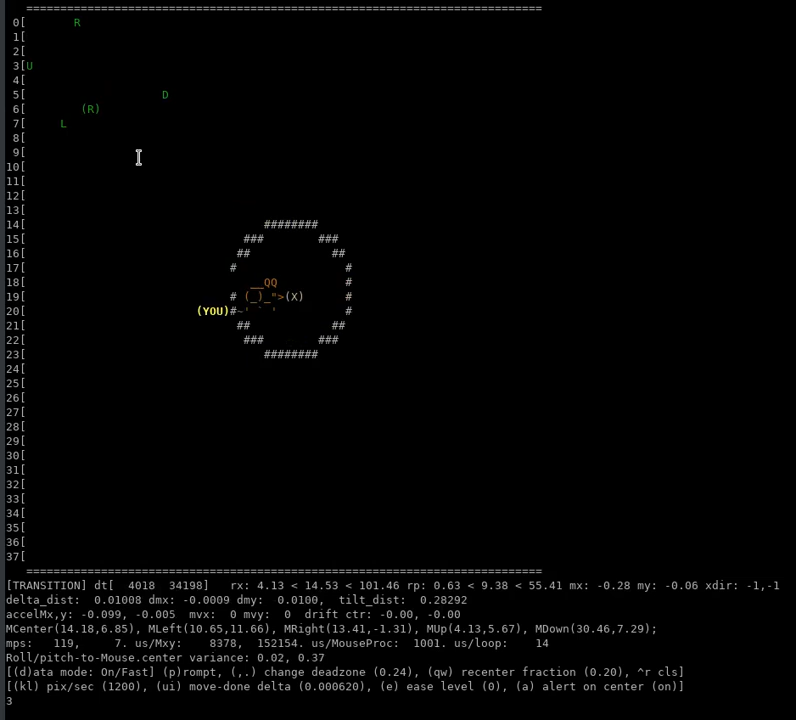 ============================================================================
0[       R
1[
2[
3[U
4[
5[                    D
6[        (R)
7[     L
8[
9[
10[
11[
12[
13[
14[                                   ########
15[                                ###        ###
16[                               ##            ##
17[                              #                #
18[                                 __QQ          #
19[                              # (_)_">(X)      #
20[                         (YOU)#~' ` '          #
21[                               ##            ##
22[                                ###        ###
23[                                   ########
24[
25[
26[
27[
28[
29[
30[
31[
32[
33[
34[
35[
36[
37[
============================================================================
[TRANSITION] dt[  4018  34198]   rx: 4.13 < 14.53 < 101.46 rp: 0.63 < 9.38 < 55.41 mx: -0.28 my: -0.06 xdir: -1,-1
delta_dist:  0.01008 dmx: -0.0009 dmy:  0.0100,  tilt_dist:  0.28292
accelMx,y: -0.099, -0.005  mvx:  0 mvy:  0  drift ctr: -0.00, -0.00
MCenter(14.18,6.85), MLeft(10.65,11.66), MRight(13.41,-1.31), MUp(4.13,5.67), MDown(30.46,7.29);
mps:   119,      7. us/Mxy:    8378,  152154. us/MouseProc:  1001. us/loop:    14
Roll/pitch-to-Mouse.center variance: 0.02, 0.37
[(d)ata mode: On/Fast] (p)rompt, (,.) change deadzone (0.24), (qw) recenter fraction (0.20), ^r cls]
[(kl) pix/sec (1200), (ui) move-done delta (0.000620), (e) ease level (0), (a) alert on center (on)]
3